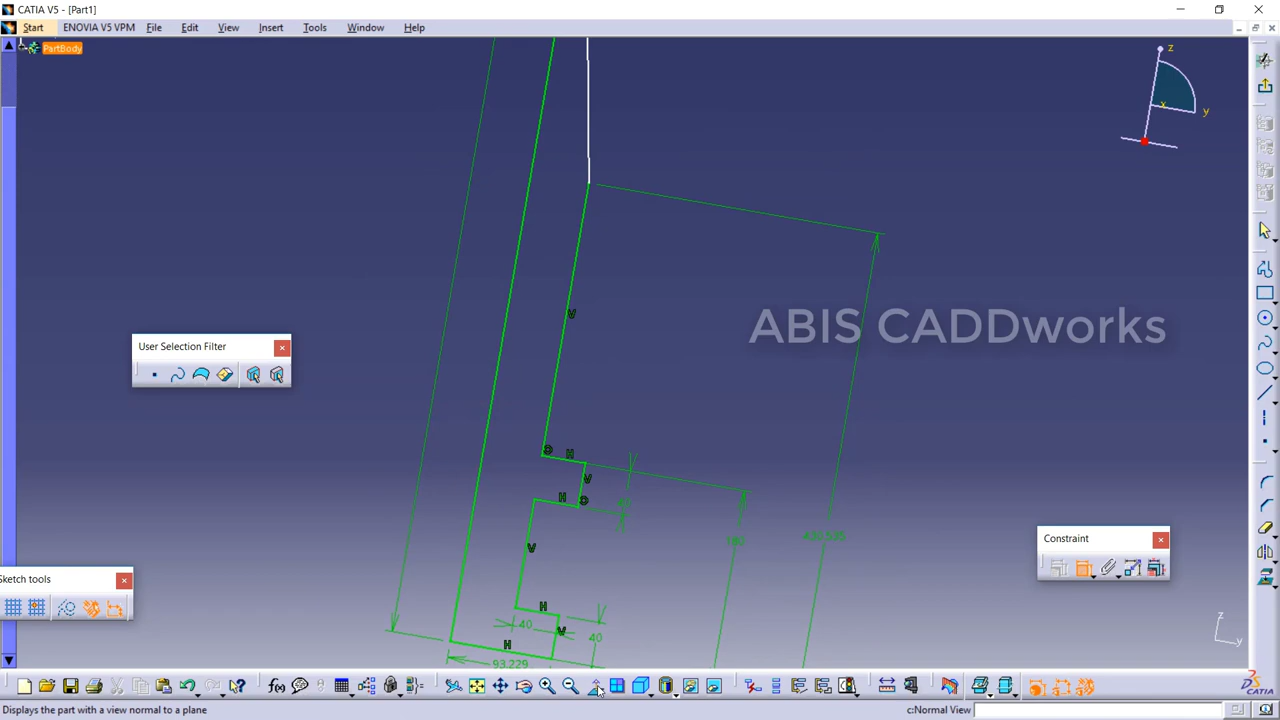 CATIA V5 - [Part1]
Start ENOVIA V5 VPM File Edit View Insert Tools Window Help
PartBody
z
x
y
ABIS CADDworks
User Selection Filter
V
H
V
H
V
Constraint
Sketch tools
H
40
V
40
H
93,229
z
y
CATIA
Displays the part with a view normal to a plane
c:Normal View